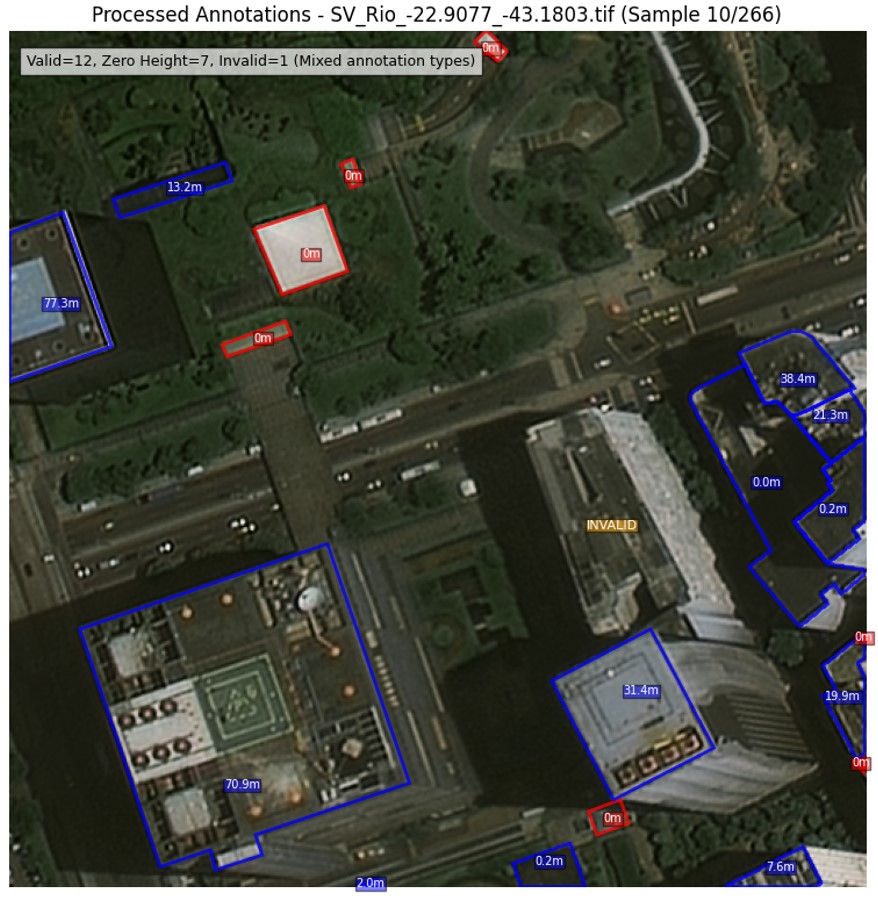 Processed Annotations - SV_Rio_-22.9077_-43.1803.tif (Sample 10/266)
0m
Valid=12, Zero Height=7, Invalid=1 (Mixed annotation types)
0m
13.2m
0m
77.3m
0m
38.4m
21.3m
0.0m
0.2m
INVALID
0m
31.4m
19.9m
0m
70.9m
0m
0.2m
7.6m
2.0m